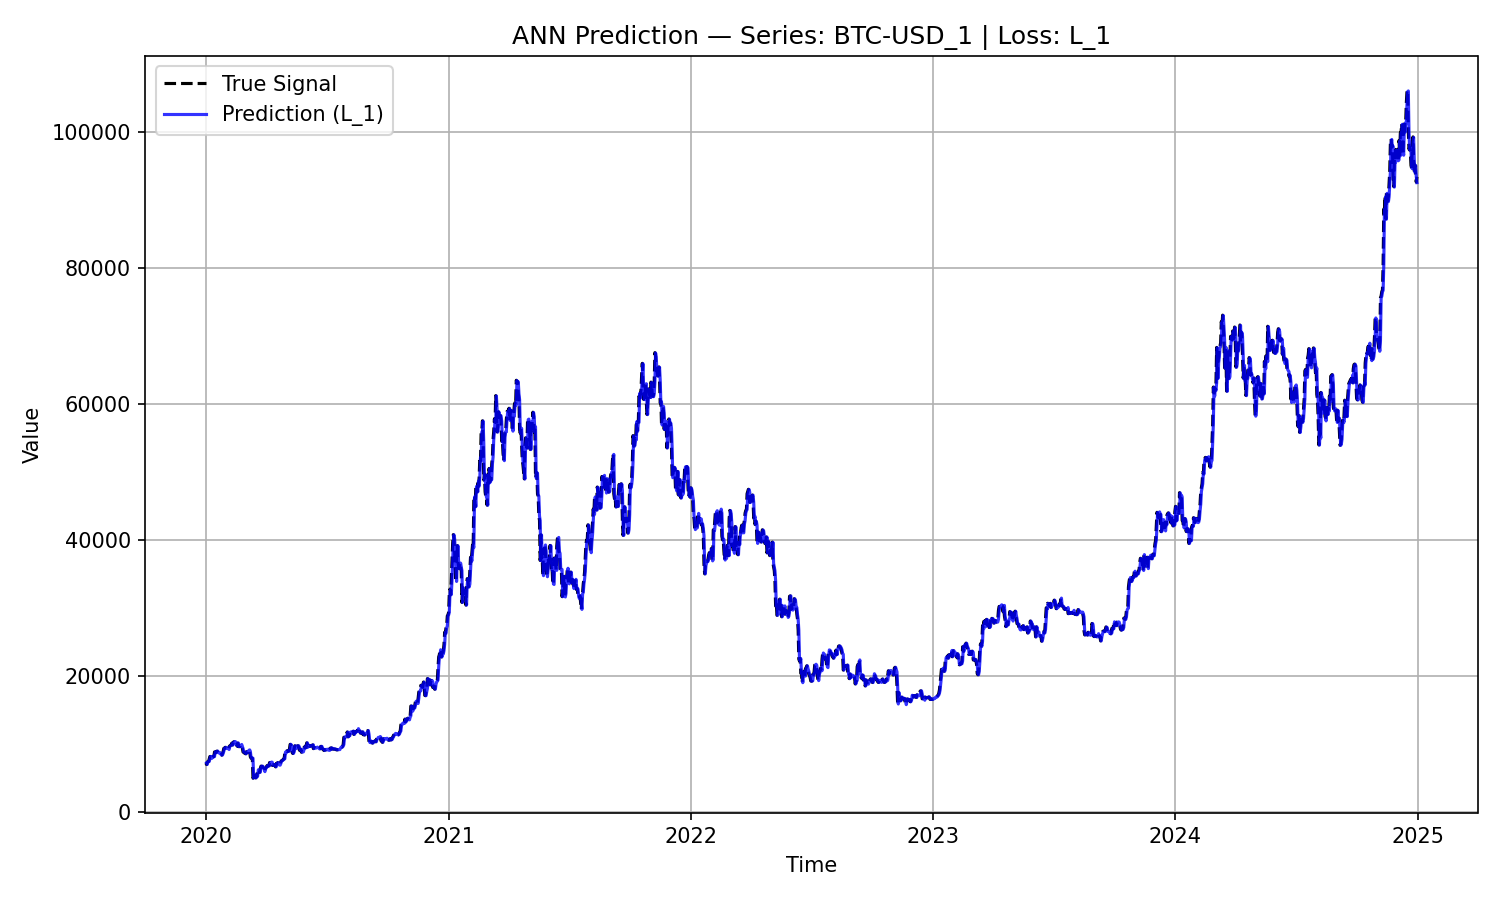 ANN Prediction — Series: BTC-USD_1 | Loss: L_1
True Signal
Prediction (L_1)
100000
80000
60000
40000
20000
0
Value
2020 2021 2022 2023 2024 2025
Time